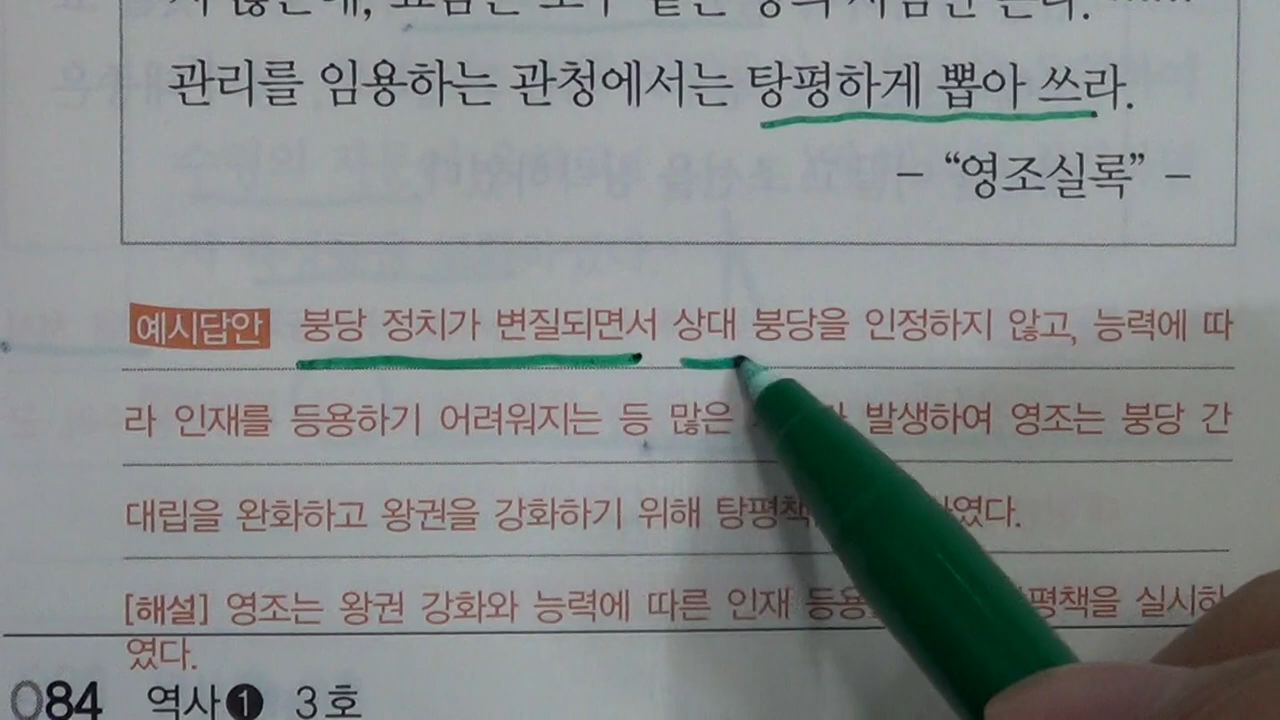 관리를 임용하는 관청에서는 탕평하게 뽑아 쓰라.
– “영조실록” –
예시답안 붕당 정치가 변질되면서 상대 붕당을 인정하지 않고, 능력에 따
라 인재를 등용하기 어려워지는 등 많은 발생하여 영조는 붕당 간
대립을 완화하고 왕권을 강화하기 위해 탕평책
[해설] 영조는 왕권 강화와 능력에 따른 인재 등용 탕평책을 실시하
였다.
084 역사❶ 3호